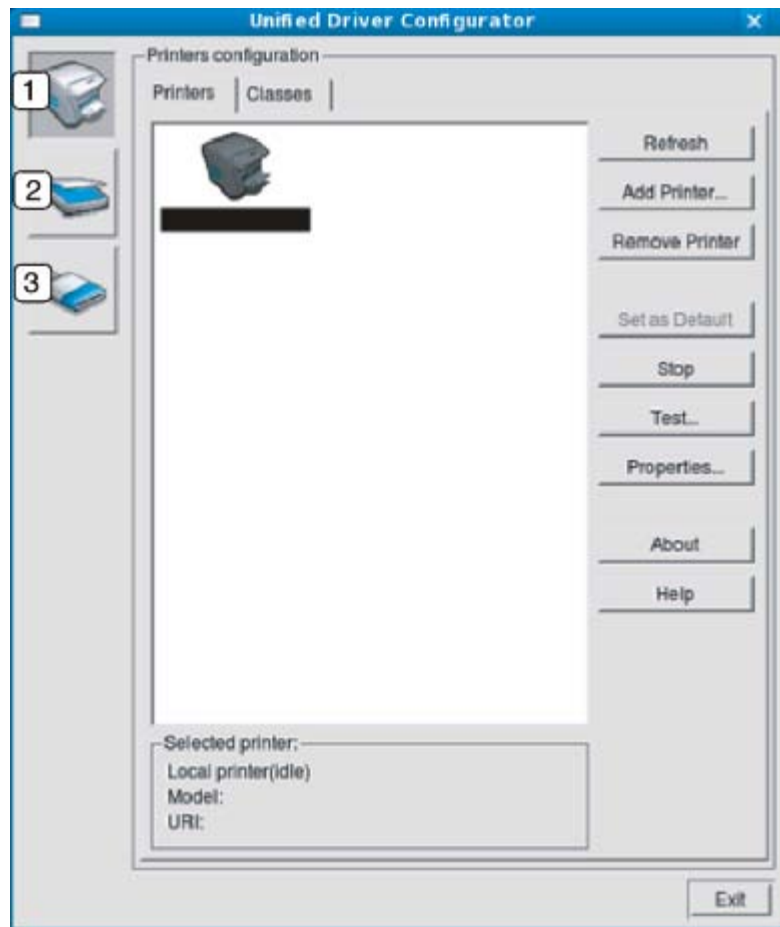 Unified Driver Configurator
1
2
3
Printers configuration
Printers
Classes
Refresh
Add Printer...
Remove Printer
Set as Default
Stop
Test...
Properties...
About
Help
Selected printer:
Local printer(idle)
Model:
URI:
Exit